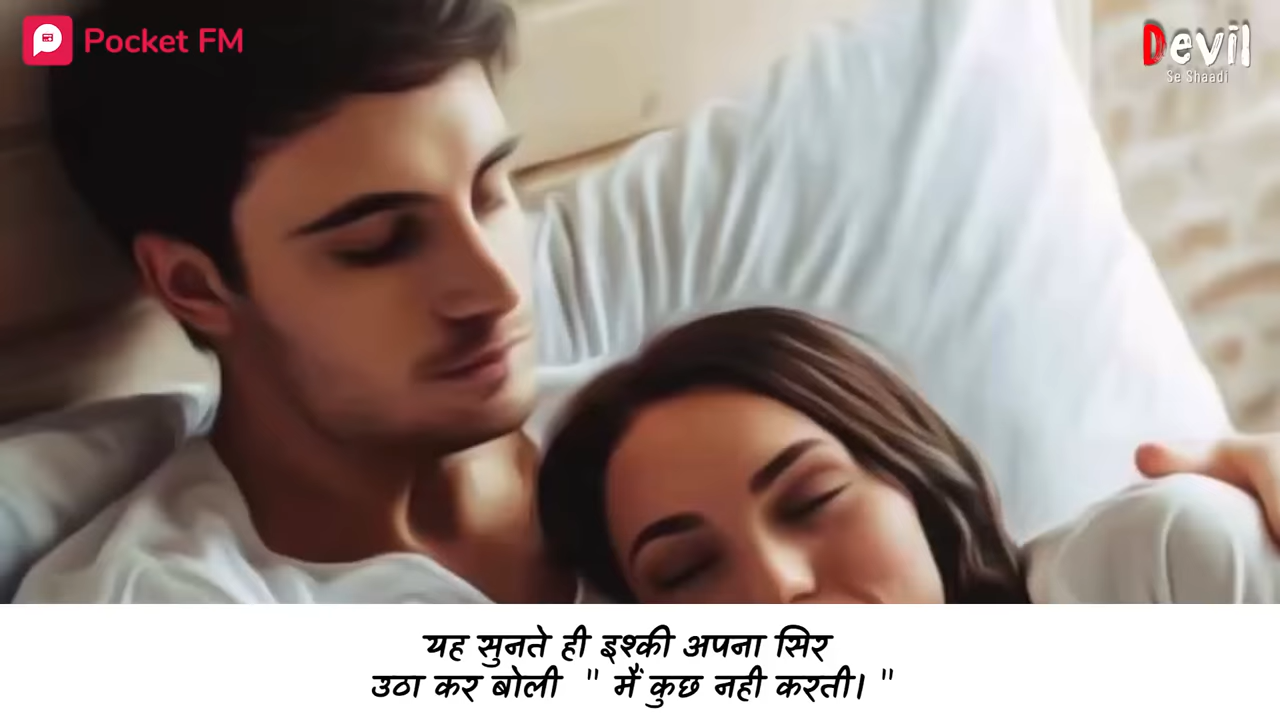 Pocket FM
Devil
Se Shaadi
यह सुनते ही इश्की अपना सिर
उठा कर बोली " मैं कुछ नही करती। "